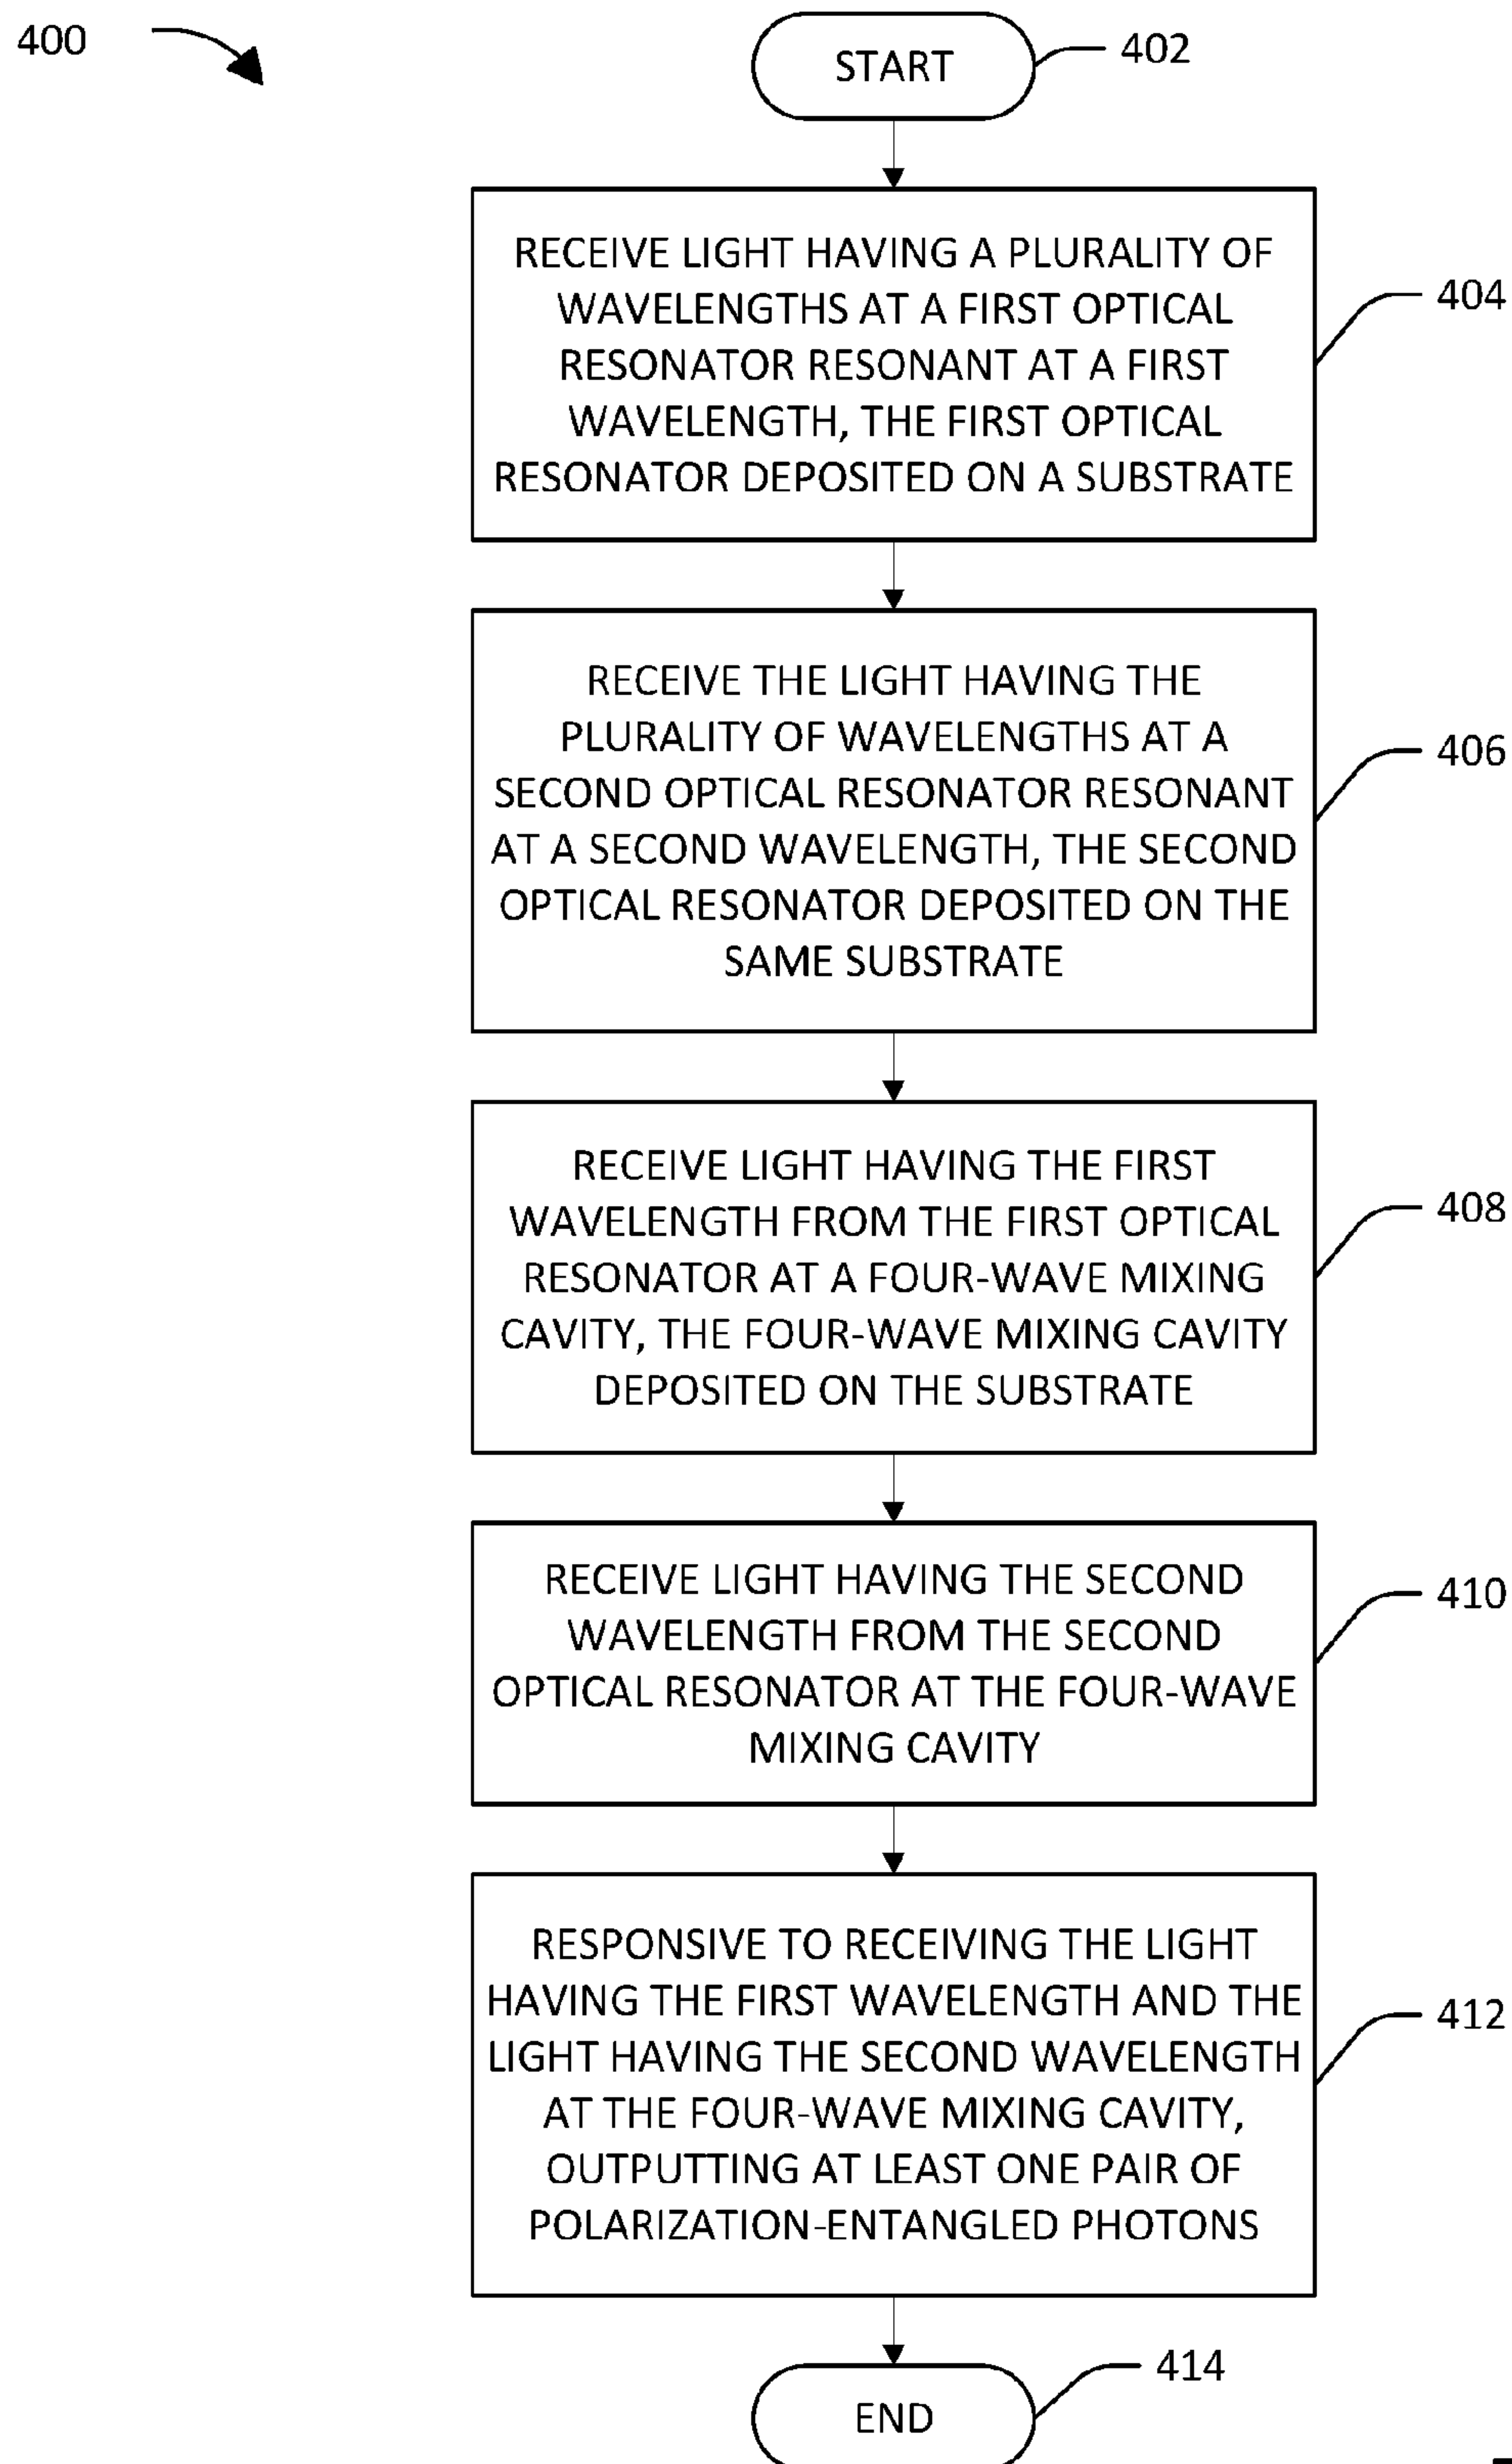 400
START
402
RECEIVE LIGHT HAVING A PLURALITY OF
WAVELENGTHS AT A FIRST OPTICAL
RESONATOR RESONANT AT A FIRST
WAVELENGTH, THE FIRST OPTICAL
RESONATOR DEPOSITED ON A SUBSTRATE
404
RECEIVE THE LIGHT HAVING THE
PLURALITY OF WAVELENGTHS AT A
SECOND OPTICAL RESONATOR RESONANT
AT A SECOND WAVELENGTH, THE SECOND
OPTICAL RESONATOR DEPOSITED ON THE
SAME SUBSTRATE
406
RECEIVE LIGHT HAVING THE FIRST
WAVELENGTH FROM THE FIRST OPTICAL
RESONATOR AT A FOUR-WAVE MIXING
CAVITY, THE FOUR-WAVE MIXING CAVITY
DEPOSITED ON THE SUBSTRATE
408
RECEIVE LIGHT HAVING THE SECOND
WAVELENGTH FROM THE SECOND
OPTICAL RESONATOR AT THE FOUR-WAVE
MIXING CAVITY
410
RESPONSIVE TO RECEIVING THE LIGHT
HAVING THE FIRST WAVELENGTH AND THE
LIGHT HAVING THE SECOND WAVELENGTH
AT THE FOUR-WAVE MIXING CAVITY,
OUTPUTTING AT LEAST ONE PAIR OF
POLARIZATION-ENTANGLED PHOTONS
412
END
414